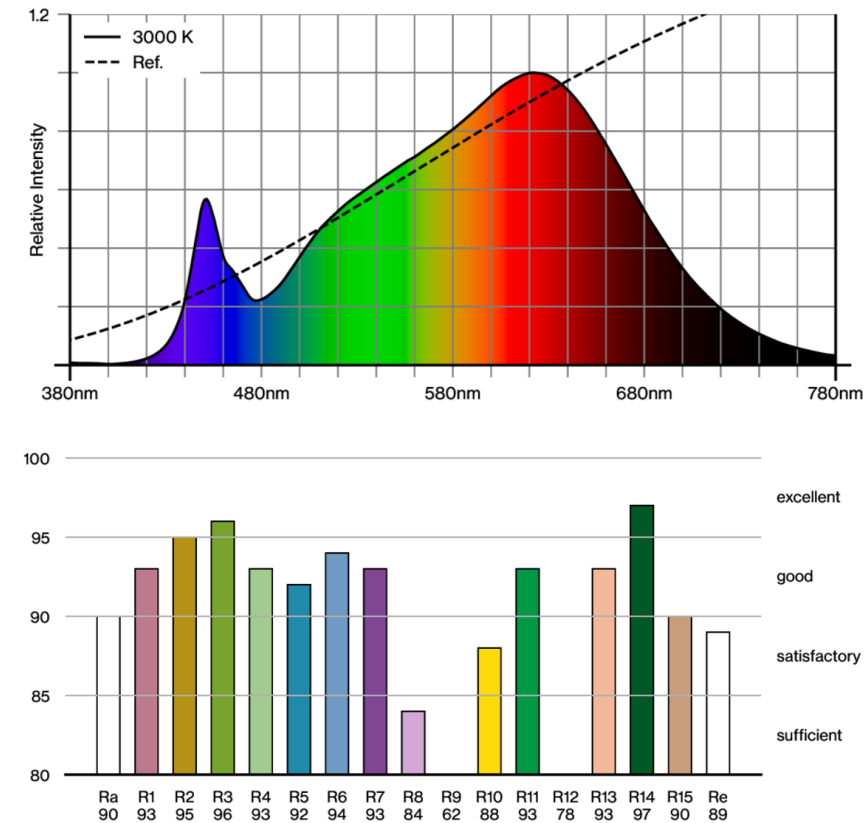 1.2
3000 K
Ref.
Relative Intensity
380nm 480nm 580nm 680nm 780nm
100
excellent
95
good
90
satisfactory
85
sufficient
80
Ra R1 R2 R3 R4 R5 R6 R7 R8 R9 R10 R11 R12 R13 R14 R15 Re
90 93 95 96 93 92 94 93 84 62 88 93 78 93 97 90 89